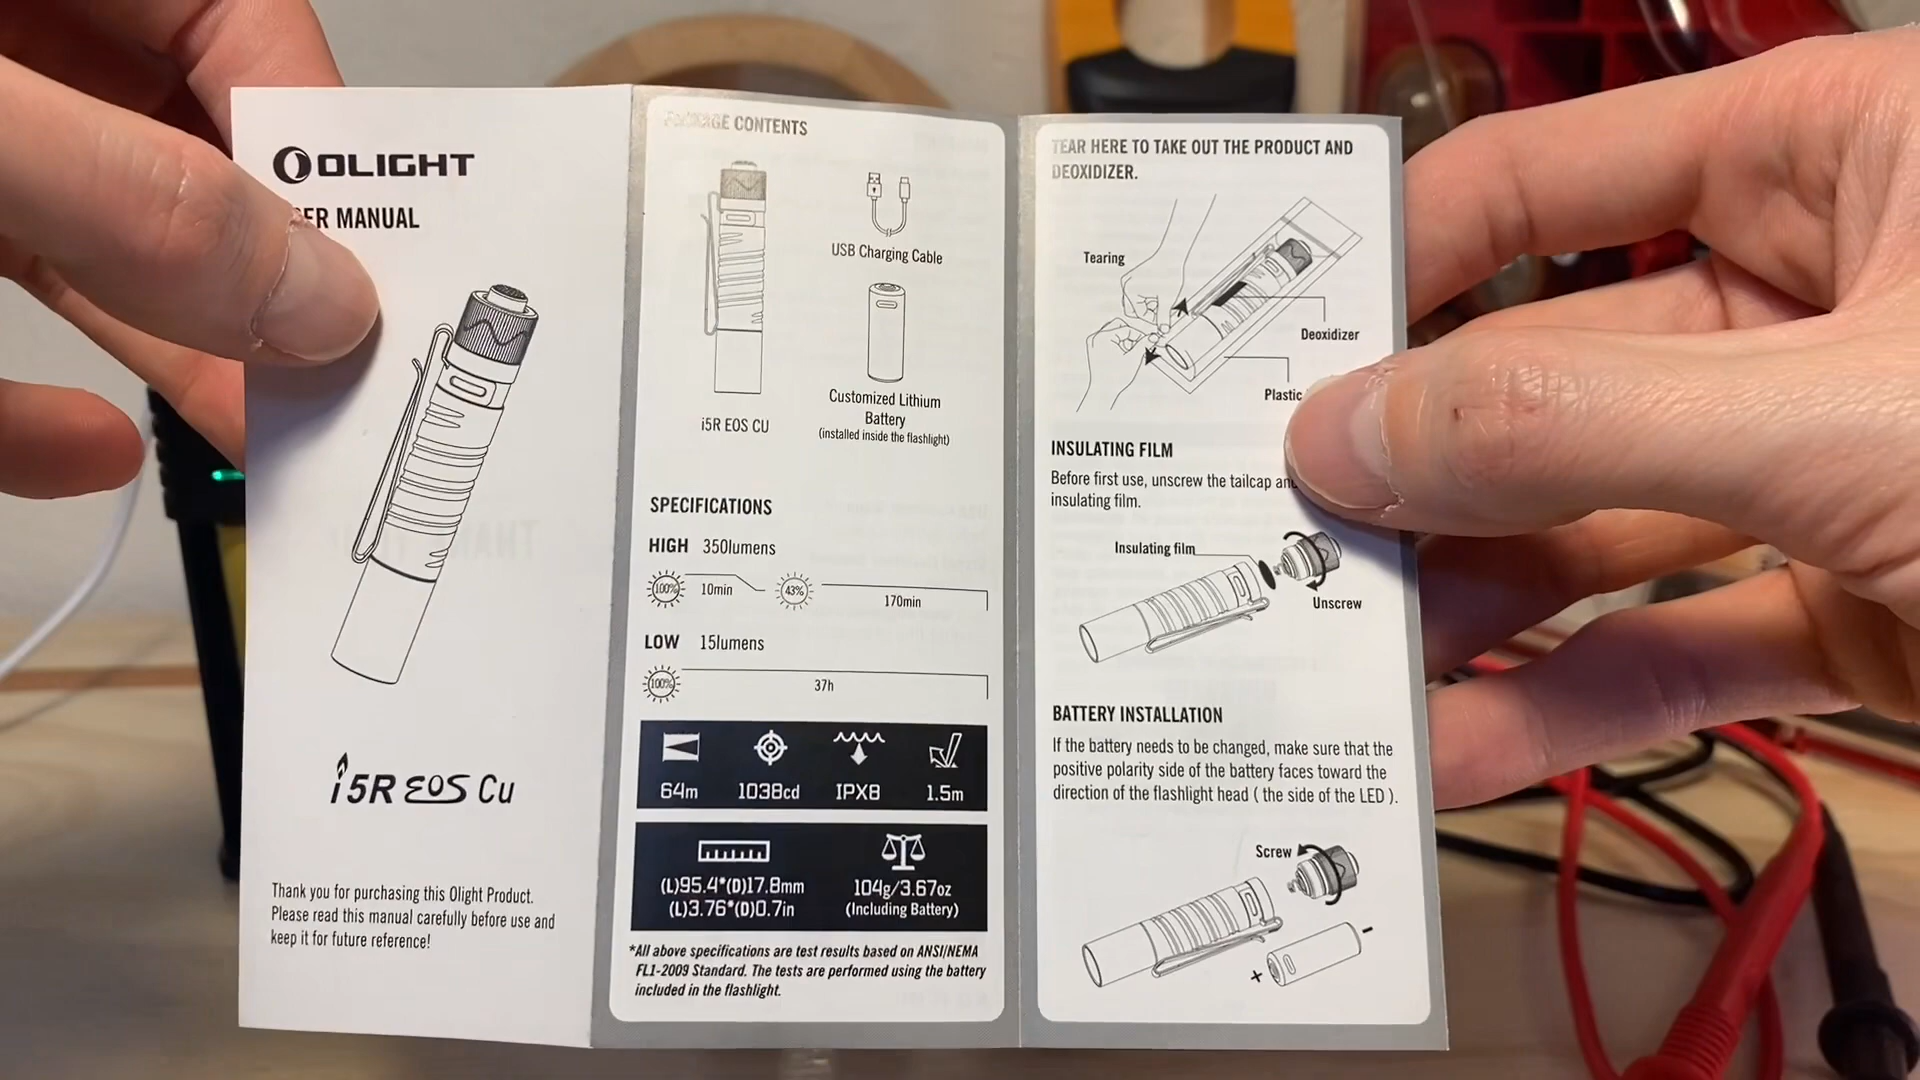 OLIGHT
MANUAL
i5R EOS Cu
Thank you for purchasing this Olight Product.
Please read this manual carefully before use and
keep it for future reference!
PACKAGE CONTENTS
USB Charging Cable
Customized Lithium
Battery
(installed inside the flashlight)
i5R EOS CU
SPECIFICATIONS
HIGH 350lumens
100% 10min 43% 170min
LOW 15lumens
100% 37h
64m 1038cd IPX8 1.5m
(L)95.4*(D)17.8mm
(L)3.76*(D)0.7in
104g/3.67oz
(Including Battery)
*All above specifications are test results based on ANSI/NEMA
FL1-2009 Standard. The tests are performed using the battery
included in the flashlight.
TEAR HERE TO TAKE OUT THE PRODUCT AND
DEOXIDIZER.
Tearing
Deoxidizer
Plastic
INSULATING FILM
Before first use, unscrew the tailcap
insulating film.
Insulating film
Unscrew
BATTERY INSTALLATION
If the battery needs to be changed, make sure that the
positive polarity side of the battery faces toward the
direction of the flashlight head ( the side of the LED ).
Screw
+ -